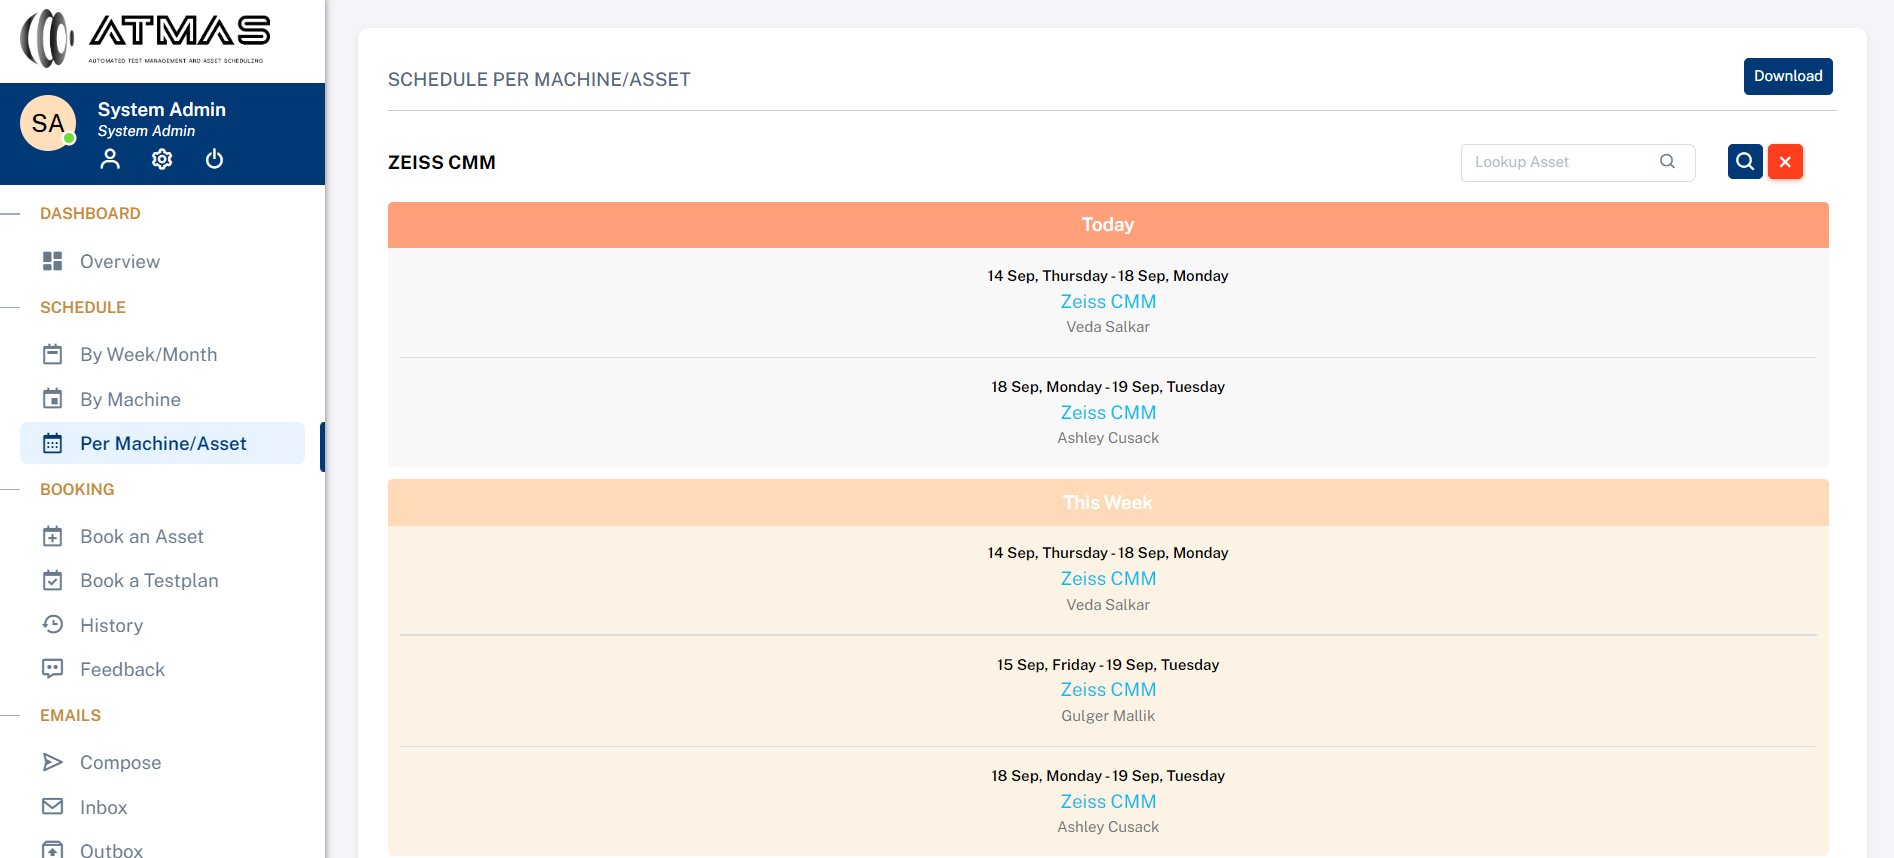 ATMAS
AUTOMATED TEST MANAGEMENT AND ASSET SCHEDULING
SA
System Admin
System Admin
DASHBOARD
Overview
SCHEDULE
By Week/Month
By Machine
Per Machine/Asset
BOOKING
Book an Asset
Book a Testplan
History
Feedback
EMAILS
Compose
Inbox
Outbox
SCHEDULE PER MACHINE/ASSET
Download
ZEISS CMM
Lookup Asset
Today
14 Sep, Thursday - 18 Sep, Monday
Zeiss CMM
Veda Salkar
18 Sep, Monday - 19 Sep, Tuesday
Zeiss CMM
Ashley Cusack
This Week
14 Sep, Thursday - 18 Sep, Monday
Zeiss CMM
Veda Salkar
15 Sep, Friday - 19 Sep, Tuesday
Zeiss CMM
Gulger Mallik
18 Sep, Monday - 19 Sep, Tuesday
Zeiss CMM
Ashley Cusack